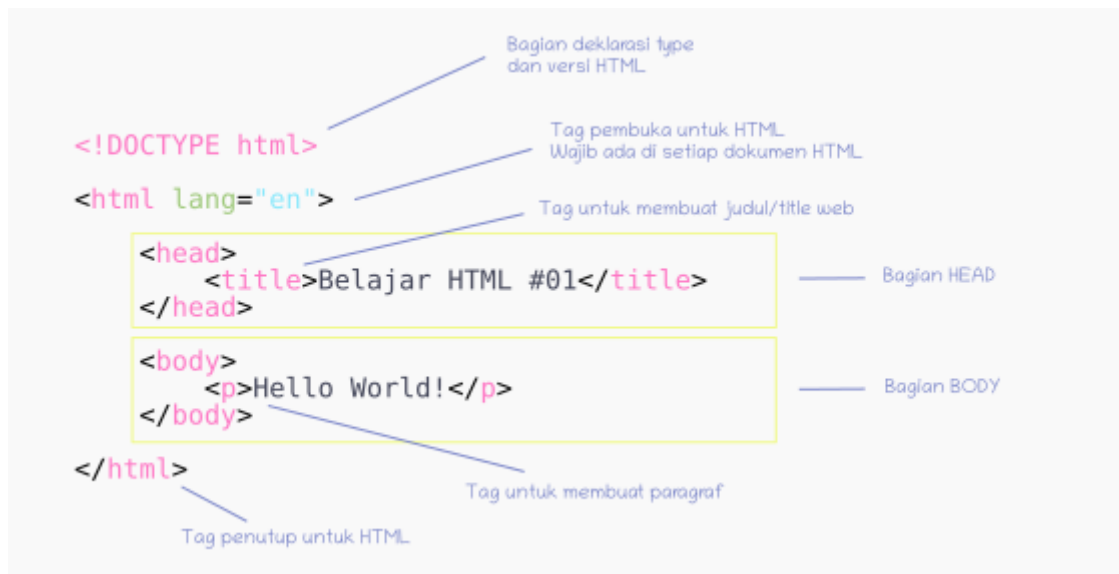 Bagian deklarasi type
dan versi HTML
<!DOCTYPE html>
Tag pembuka untuk HTML
Wajib ada di setiap dokumen HTML
<html lang="en">
Tag untuk membuat judul/title web
<head>
<title>Belajar HTML #01</title>
</head>
Bagian HEAD
<body>
<p>Hello World!</p>
</body>
Bagian BODY
</html>
Tag untuk membuat paragraf
Tag penutup untuk HTML